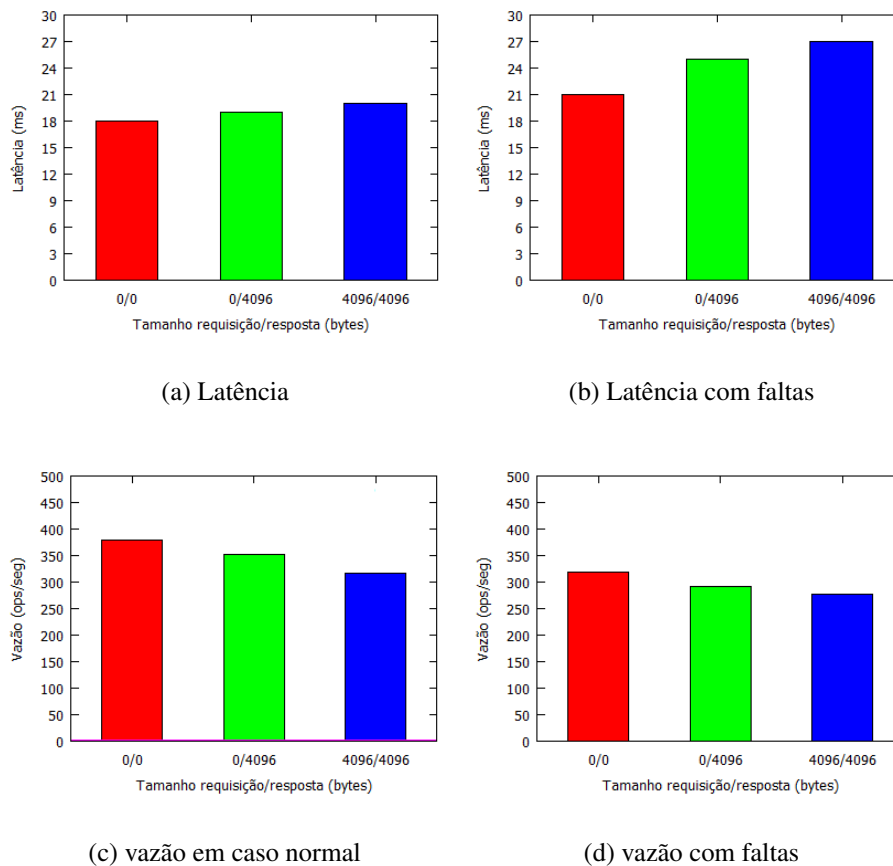 30
27
24
21
18
15
12
9
6
3
0
Latência (ms)
0/0 0/4096 4096/4096
Tamanho requisição/resposta (bytes)
(a) Latência
30
27
24
21
18
15
12
9
6
3
0
Latência (ms)
0/0 0/4096 4096/4096
Tamanho requisição/resposta (bytes)
(b) Latência com faltas
500
450
400
350
300
250
200
150
100
50
0
Vazão (ops/seg)
0/0 0/4096 4096/4096
Tamanho requisição/resposta (bytes)
(c) vazão em caso normal
500
450
400
350
300
250
200
150
100
50
0
Vazão (ops/seg)
0/0 0/4096 4096/4096
Tamanho requisição/resposta (bytes)
(d) vazão com faltas